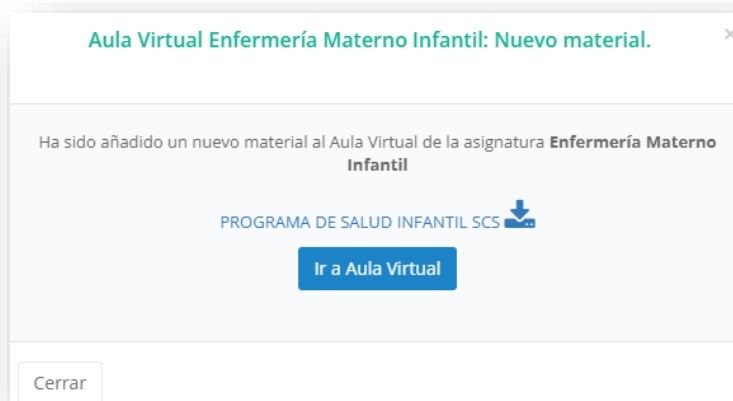 Aula Virtual Enfermería Materno Infantil: Nuevo material.
×
Ha sido añadido un nuevo material al Aula Virtual de la asignatura Enfermería Materno
Infantil
PROGRAMA DE SALUD INFANTIL SCS
Ir a Aula Virtual
Cerrar